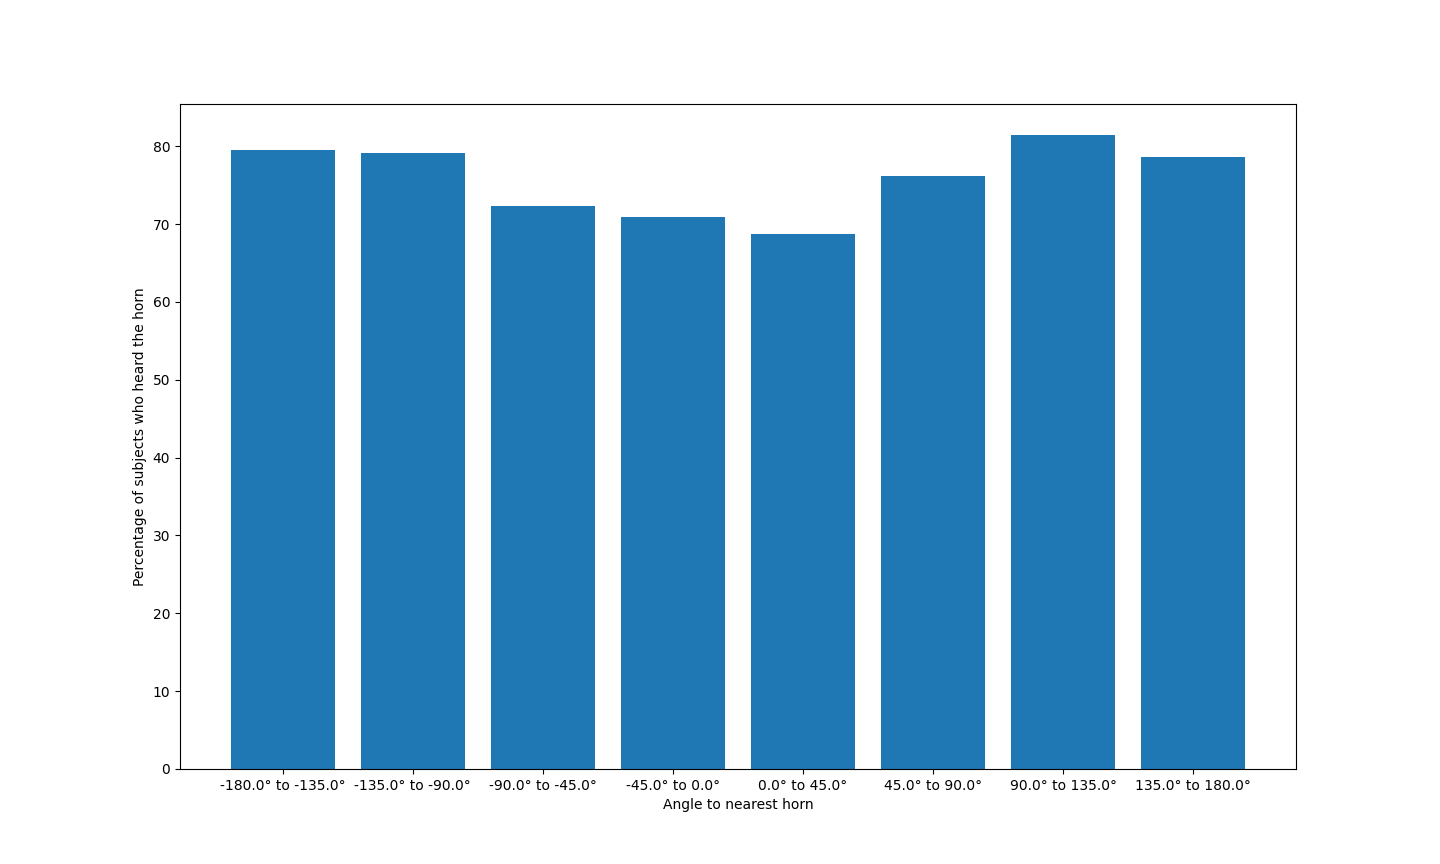 80
70
60
50
40
30
20
10
0
Percentage of subjects who heard the horn
-180.0° to -135.0°
-135.0° to -90.0°
-90.0° to -45.0°
-45.0° to 0.0°
0.0° to 45.0°
45.0° to 90.0°
90.0° to 135.0°
135.0° to 180.0°
Angle to nearest horn